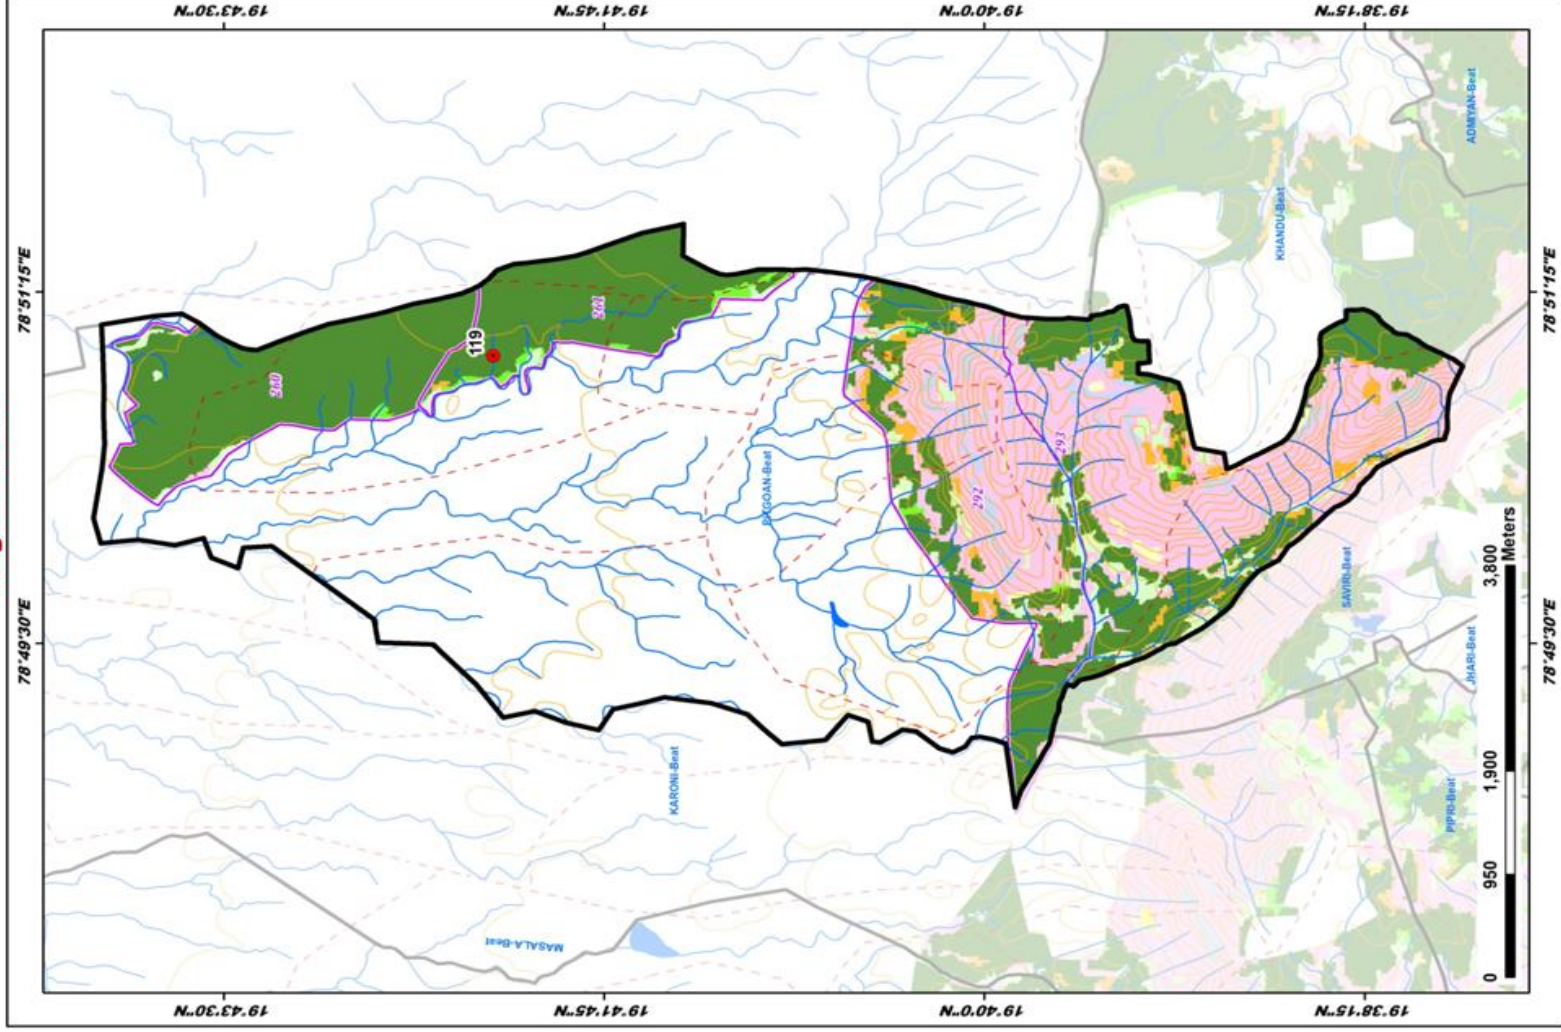 19°43'30"N
19°41'45"N
19°40'0"N
19°38'15"N
78°51'15"E
78°51'15"E
78°49'30"E
78°49'30"E
ADMIYAN-Beat
KHANDU-Beat
119
261
260
293
292
SAVIRI-Beat
JHARI-Beat
PIPRI-Beat
KARONI-Beat
MASALA-Beat
0 950 1,900 3,800
Meters
19°43'30"N
19°41'45"N
19°40'0"N
19°38'15"N